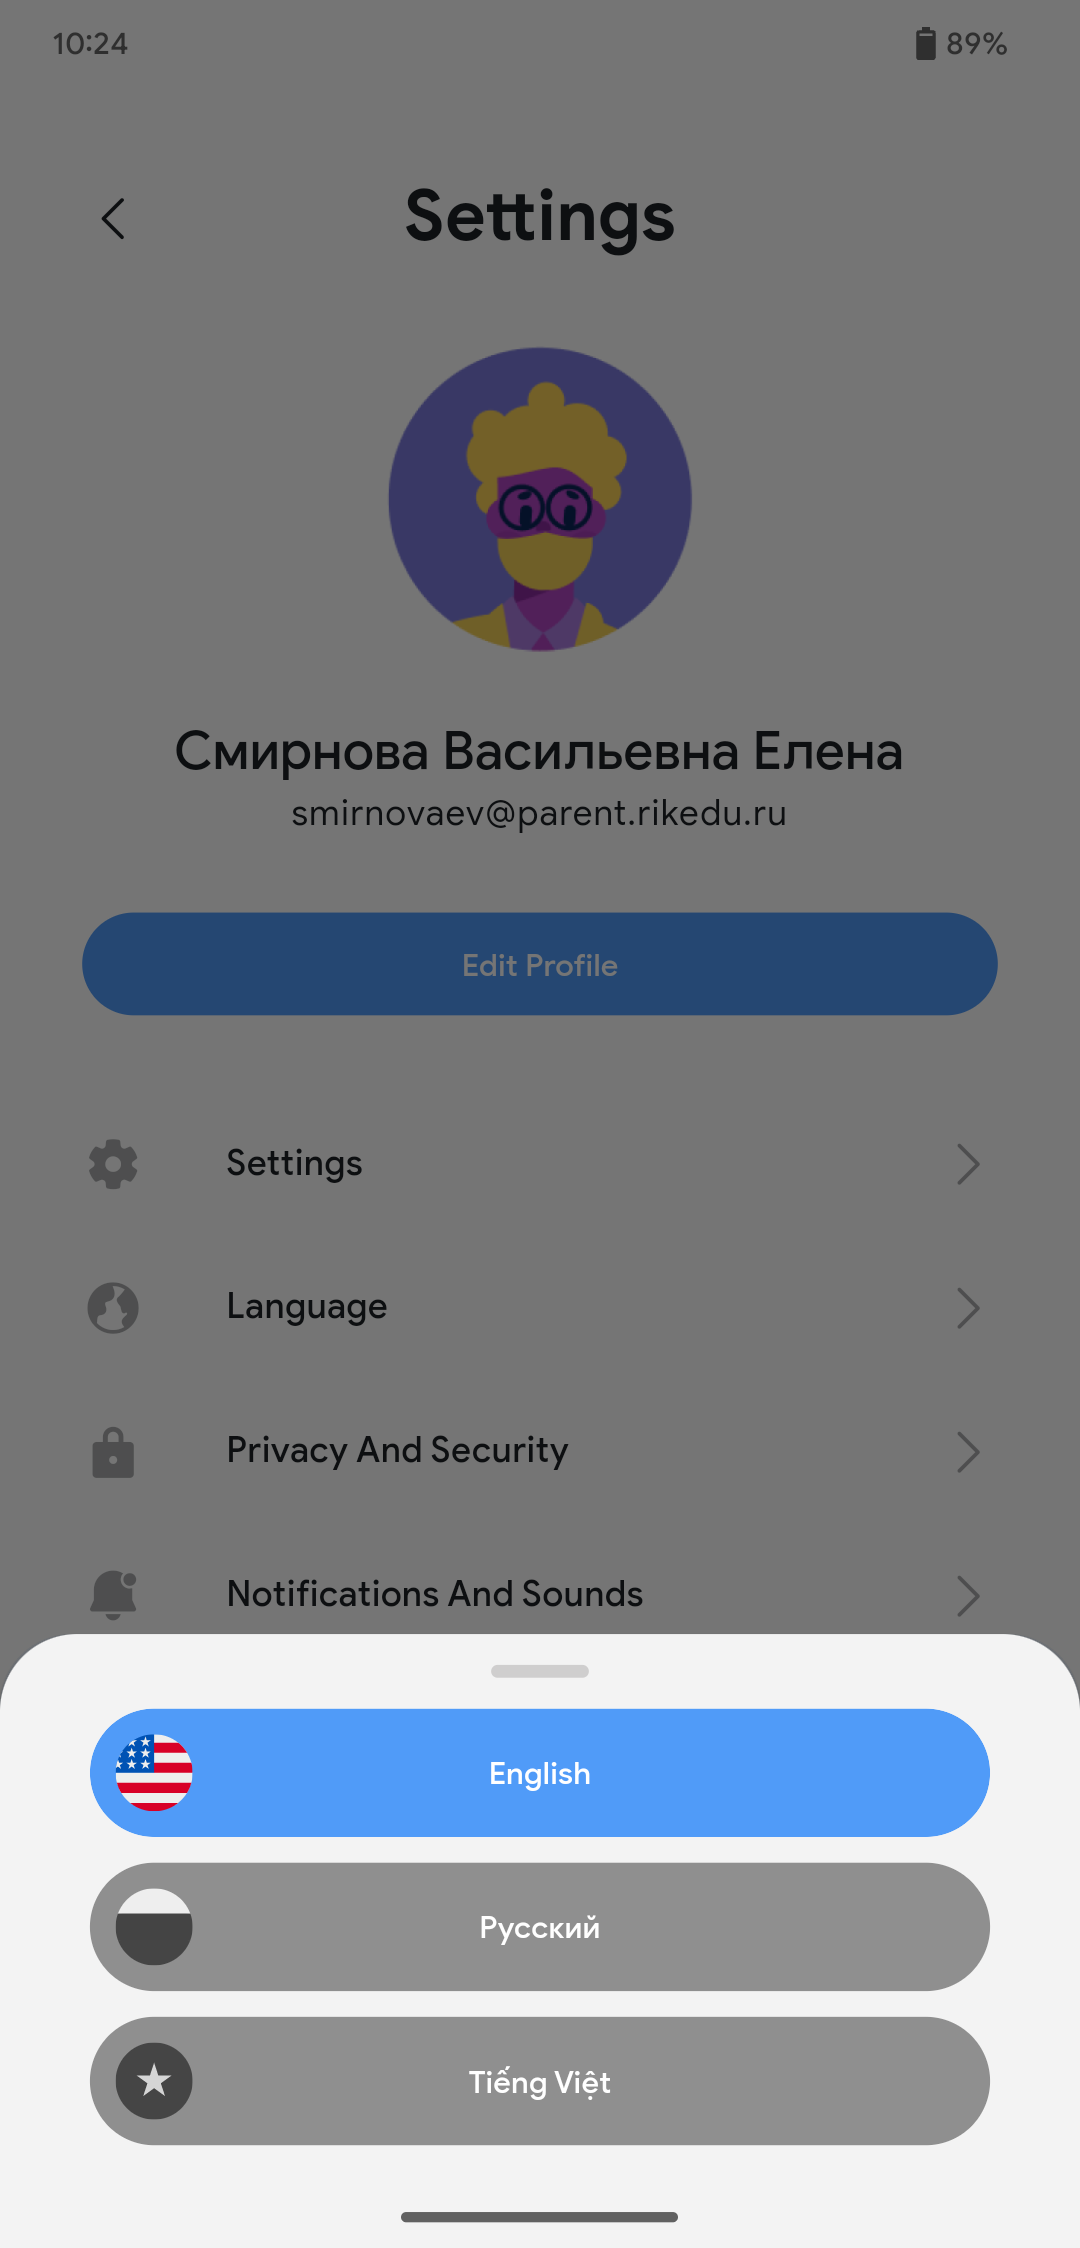 10:24
89%
Settings
Смирнова Васильевна Елена
smirnovaev@parent.rikedu.ru
Edit Profile
Settings
Language
Privacy And Security
Notifications And Sounds
English
Русский
Tiếng Việt